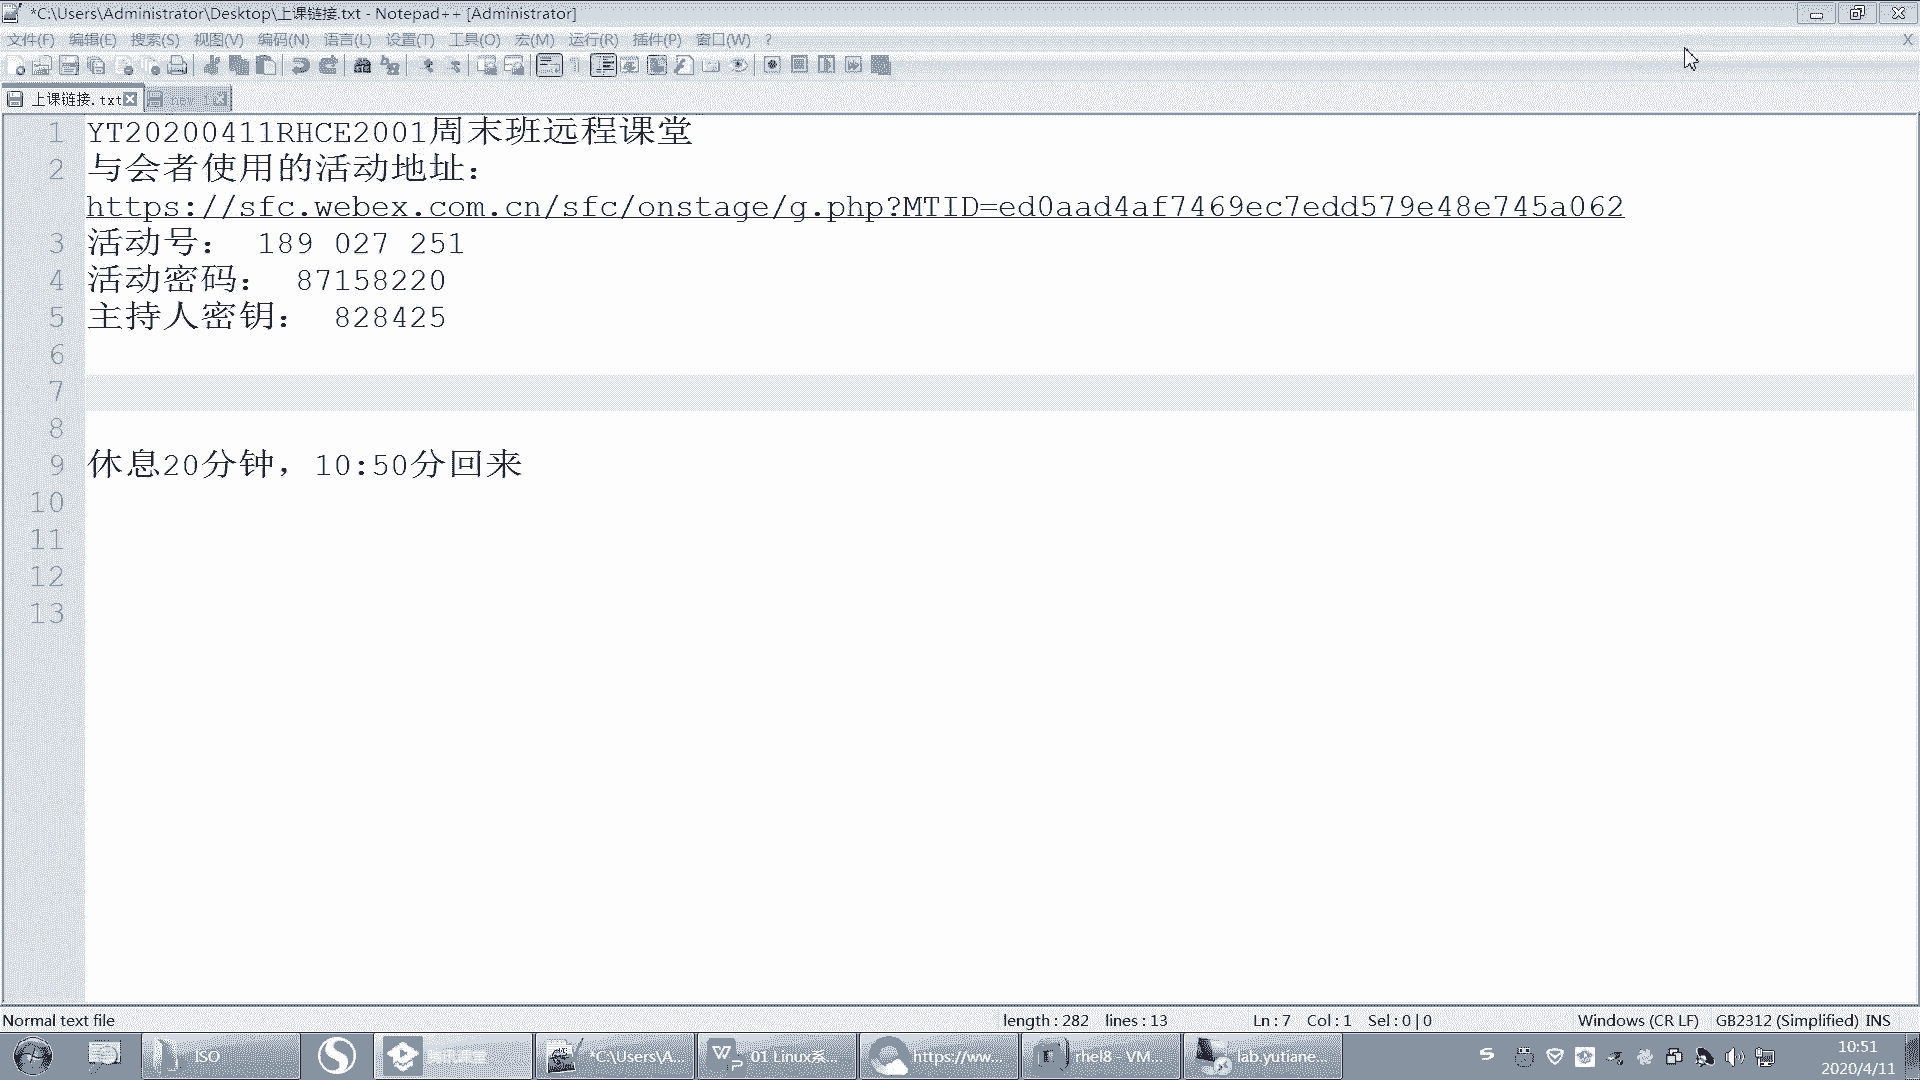 *C:\Users\Administrator\Desktop\上课链接.txt - Notepad++ [Administrator]
文件(F) 编辑(E) 搜索(S) 视图(V) 编码(N) 语言(L) 设置(T) 工具(O) 宏(M) 运行(R) 插件(P) 窗口(W) ? X
上课链接.txt new 1
1 YT20200411RHCE2001周末班远程课堂
2 与会者使用的活动地址：
https://sfc.webex.com.cn/sfc/onstage/g.php?MTID=ed0aad4af7469ec7edd579e48e745a062
3 活动号： 189 027 251
4 活动密码： 87158220
5 主持人密钥： 828425
6
7
8
9 休息20分钟，10:50分回来
10
11
12
13
Normal text file length : 282 lines : 13 Ln : 7 Col : 1 Sel : 0 | 0 Windows (CR LF) GB2312 (Simplified) INS
ISO 腾讯课堂 *C:\Users\A... 01 Linux系... https://ww... rhel8 - VM... lab.yutiane... 10:51
2020/4/11